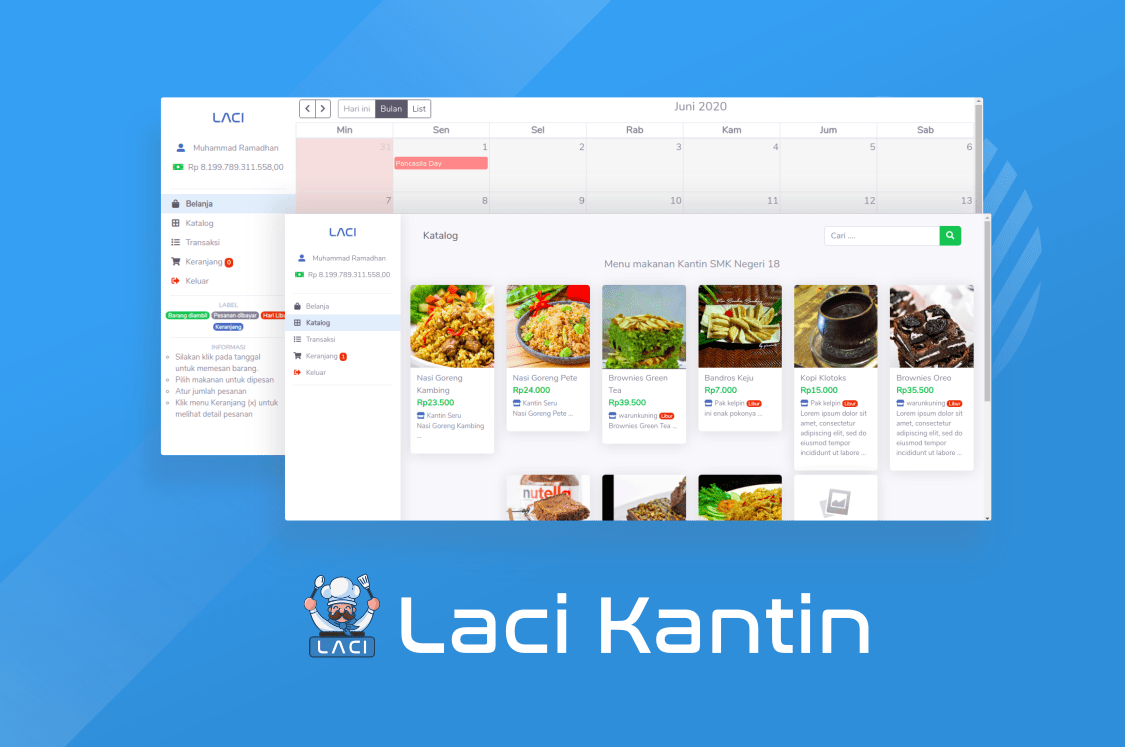 LACI
Muhammad Ramadhan
Rp 8.199.789.311.558,00
Belanja
Katalog
Transaksi
Keranjang 0
Keluar
LABEL
Barang diambil Pesanan dibayar Hari Libu
Keranjang
INFORMASI
Silakan klik pada tanggal
untuk memesan barang.
Pilih makanan untuk dipesan
Atur jumlah pesanan
Klik menu Keranjang (x) untuk
melihat detail pesanan
Hari ini Bulan List
Juni 2020
Min Sen Sel Rab Kam Jum Sab
31 1 2 3 4 5 6
Pancasila Day
7 8 9 10 11 12 13
LACI
Muhammad Ramadhan
Rp 8.199.789.311.558,00
Belanja
Katalog
Transaksi
Keranjang 1
Keluar
Katalog
Cari ....
Menu makanan Kantin SMK Negeri 18
Nasi Goreng
Kambing
Rp23.500
Kantin Seru
Nasi Goreng Kambing
...
Nasi Goreng Pete
Rp24.000
Kantin Seru
Nasi Goreng Pete ...
Brownies Green
Tea
Rp39.500
warunkuning Libur
Brownies Green Tea ...
Bandros Keju
Rp7.000
Pak kelpin Libur
ini enak pokonya ...
Kopi Klotoks
Rp15.000
Pak kelpin Libur
Lorem ipsum dolor sit
amet, consectetur
adipiscing elit, sed do
eiusmod tempor
incididunt ut labore ...
Brownies Oreo
Rp35.500
warunkuning Libur
Lorem ipsum dolor sit
amet, consectetur
adipiscing elit, sed do
eiusmod tempor
incididunt ut labore ...
nutella
LACI
Laci Kantin